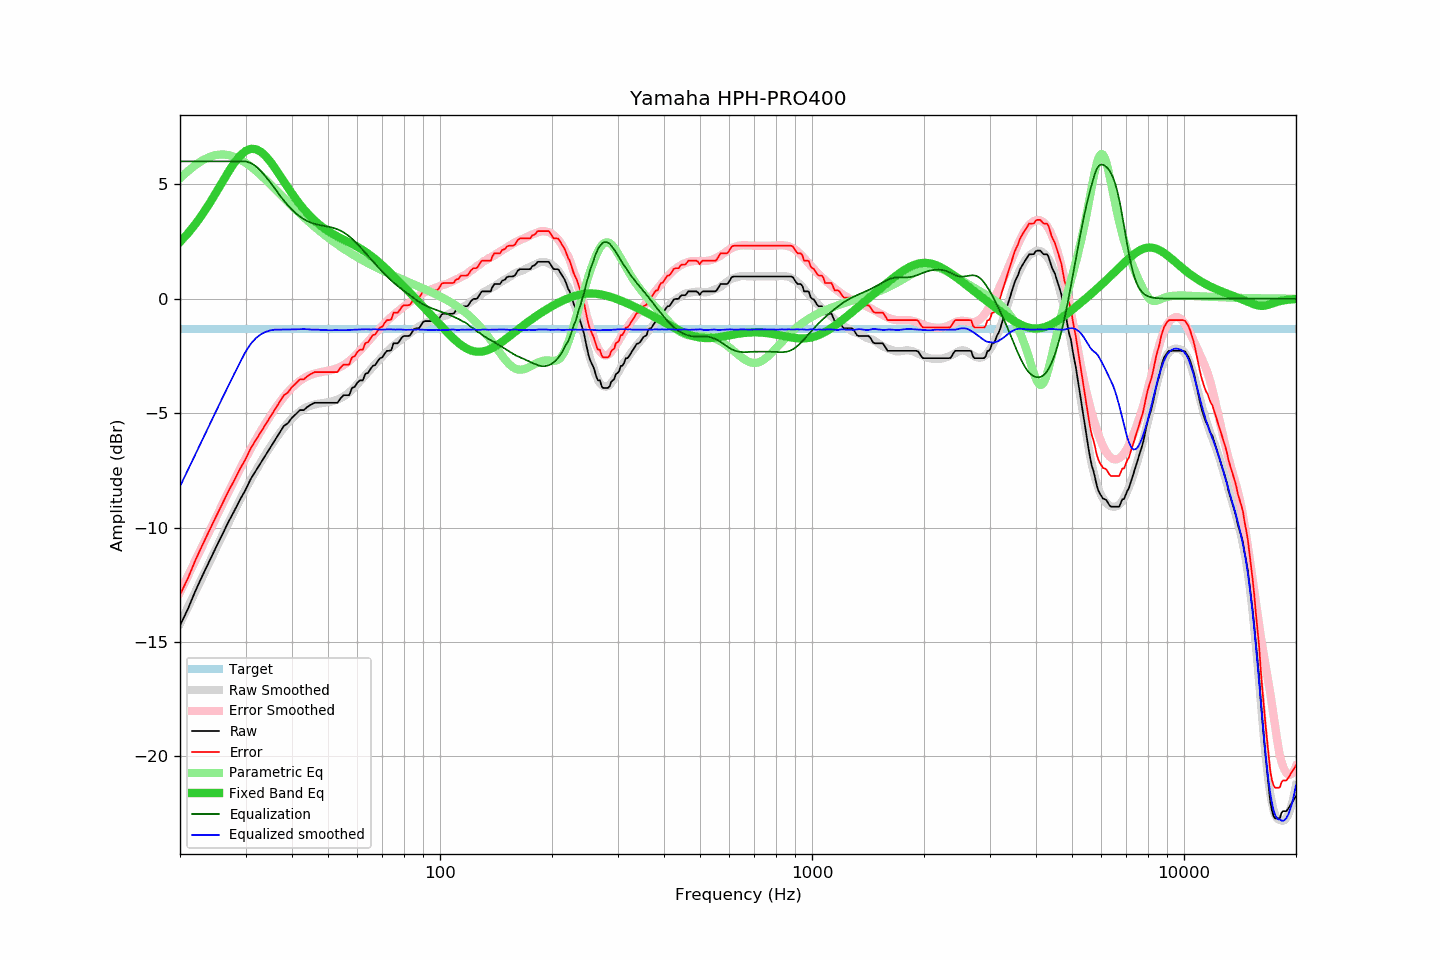 Yamaha HPH-PRO400
5
0
−5
−10
−15
−20
Amplitude (dBr)
Target
Raw Smoothed
Error Smoothed
Raw
Error
Parametric Eq
Fixed Band Eq
Equalization
Equalized smoothed
100 1000 10000
Frequency (Hz)